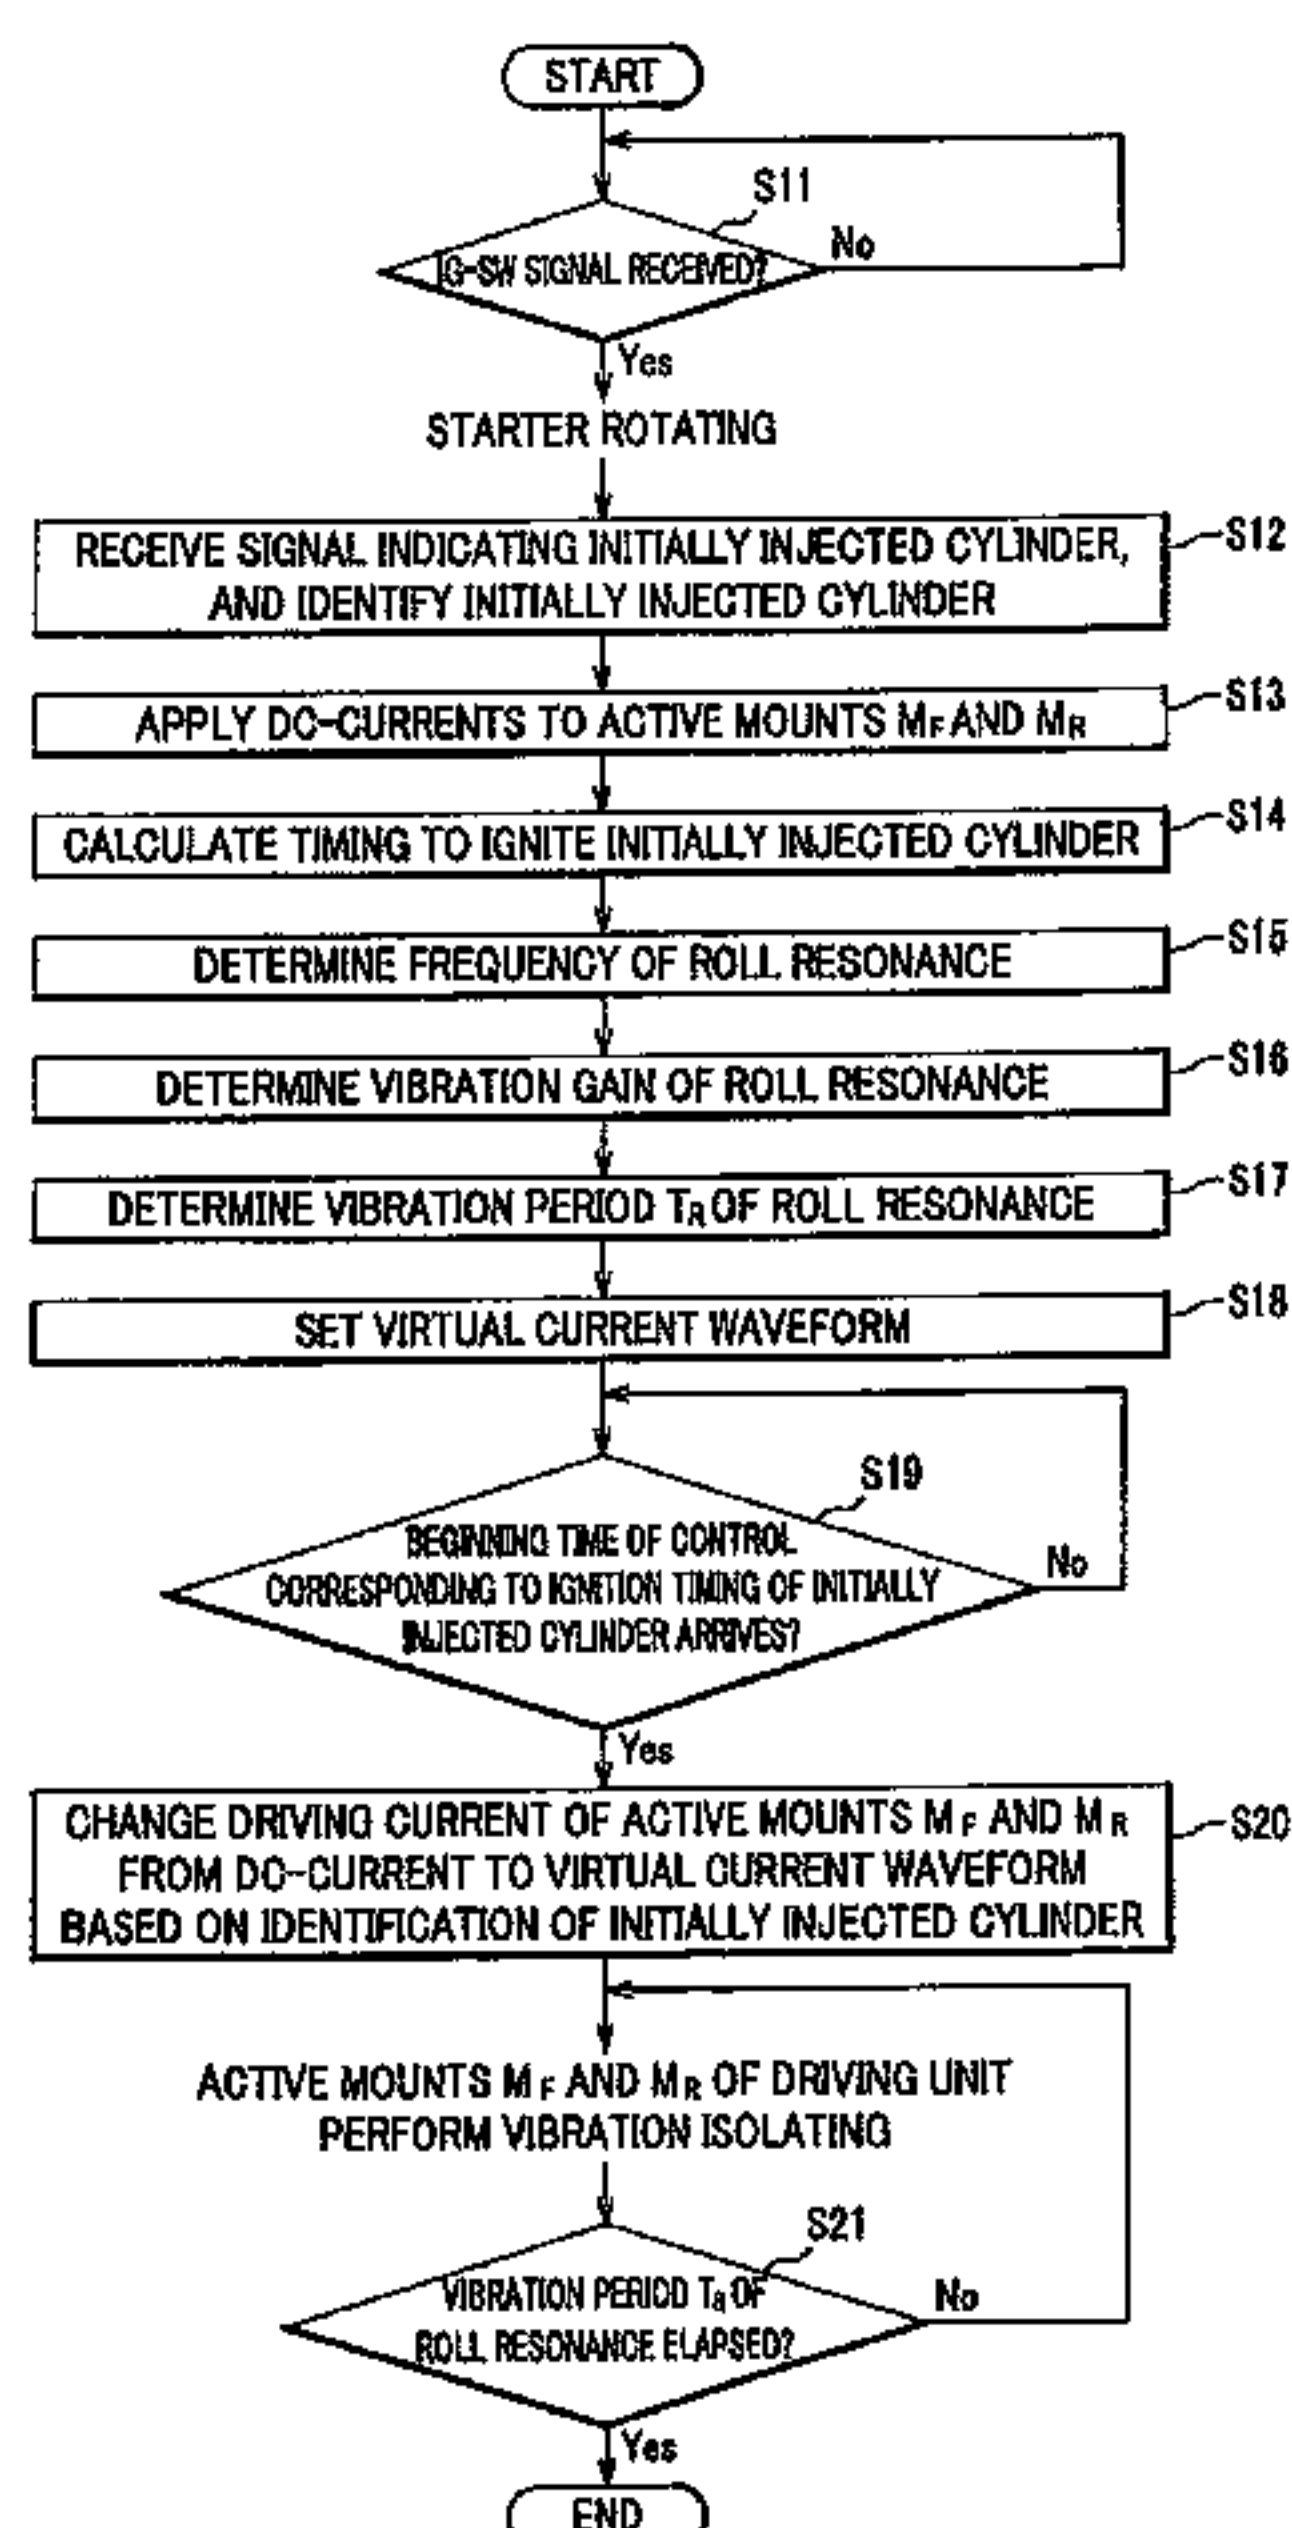 START
S11
IG-SW SIGNAL RECEIVED?
No
Yes
STARTER ROTATING
RECEIVE SIGNAL INDICATING INITIALLY INJECTED CYLINDER,
AND IDENTIFY INITIALLY INJECTED CYLINDER
S12
APPLY DC-CURRENTS TO ACTIVE MOUNTS MF AND MR
S13
CALCULATE TIMING TO IGNITE INITIALLY INJECTED CYLINDER
S14
DETERMINE FREQUENCY OF ROLL RESONANCE
S15
DETERMINE VIBRATION GAIN OF ROLL RESONANCE
S16
DETERMINE VIBRATION PERIOD TR OF ROLL RESONANCE
S17
SET VIRTUAL CURRENT WAVEFORM
S18
S19
BEGINNING TIME OF CONTROL
CORRESPONDING TO IGNITION TIMING OF INITIALLY
INJECTED CYLINDER ARRIVES?
No
Yes
CHANGE DRIVING CURRENT OF ACTIVE MOUNTS MF AND MR
FROM DC-CURRENT TO VIRTUAL CURRENT WAVEFORM
BASED ON IDENTIFICATION OF INITIALLY INJECTED CYLINDER
S20
ACTIVE MOUNTS MF AND MR OF DRIVING UNIT
PERFORM VIBRATION ISOLATING
S21
VIBRATION PERIOD TR OF
ROLL RESONANCE ELAPSED?
No
Yes
END